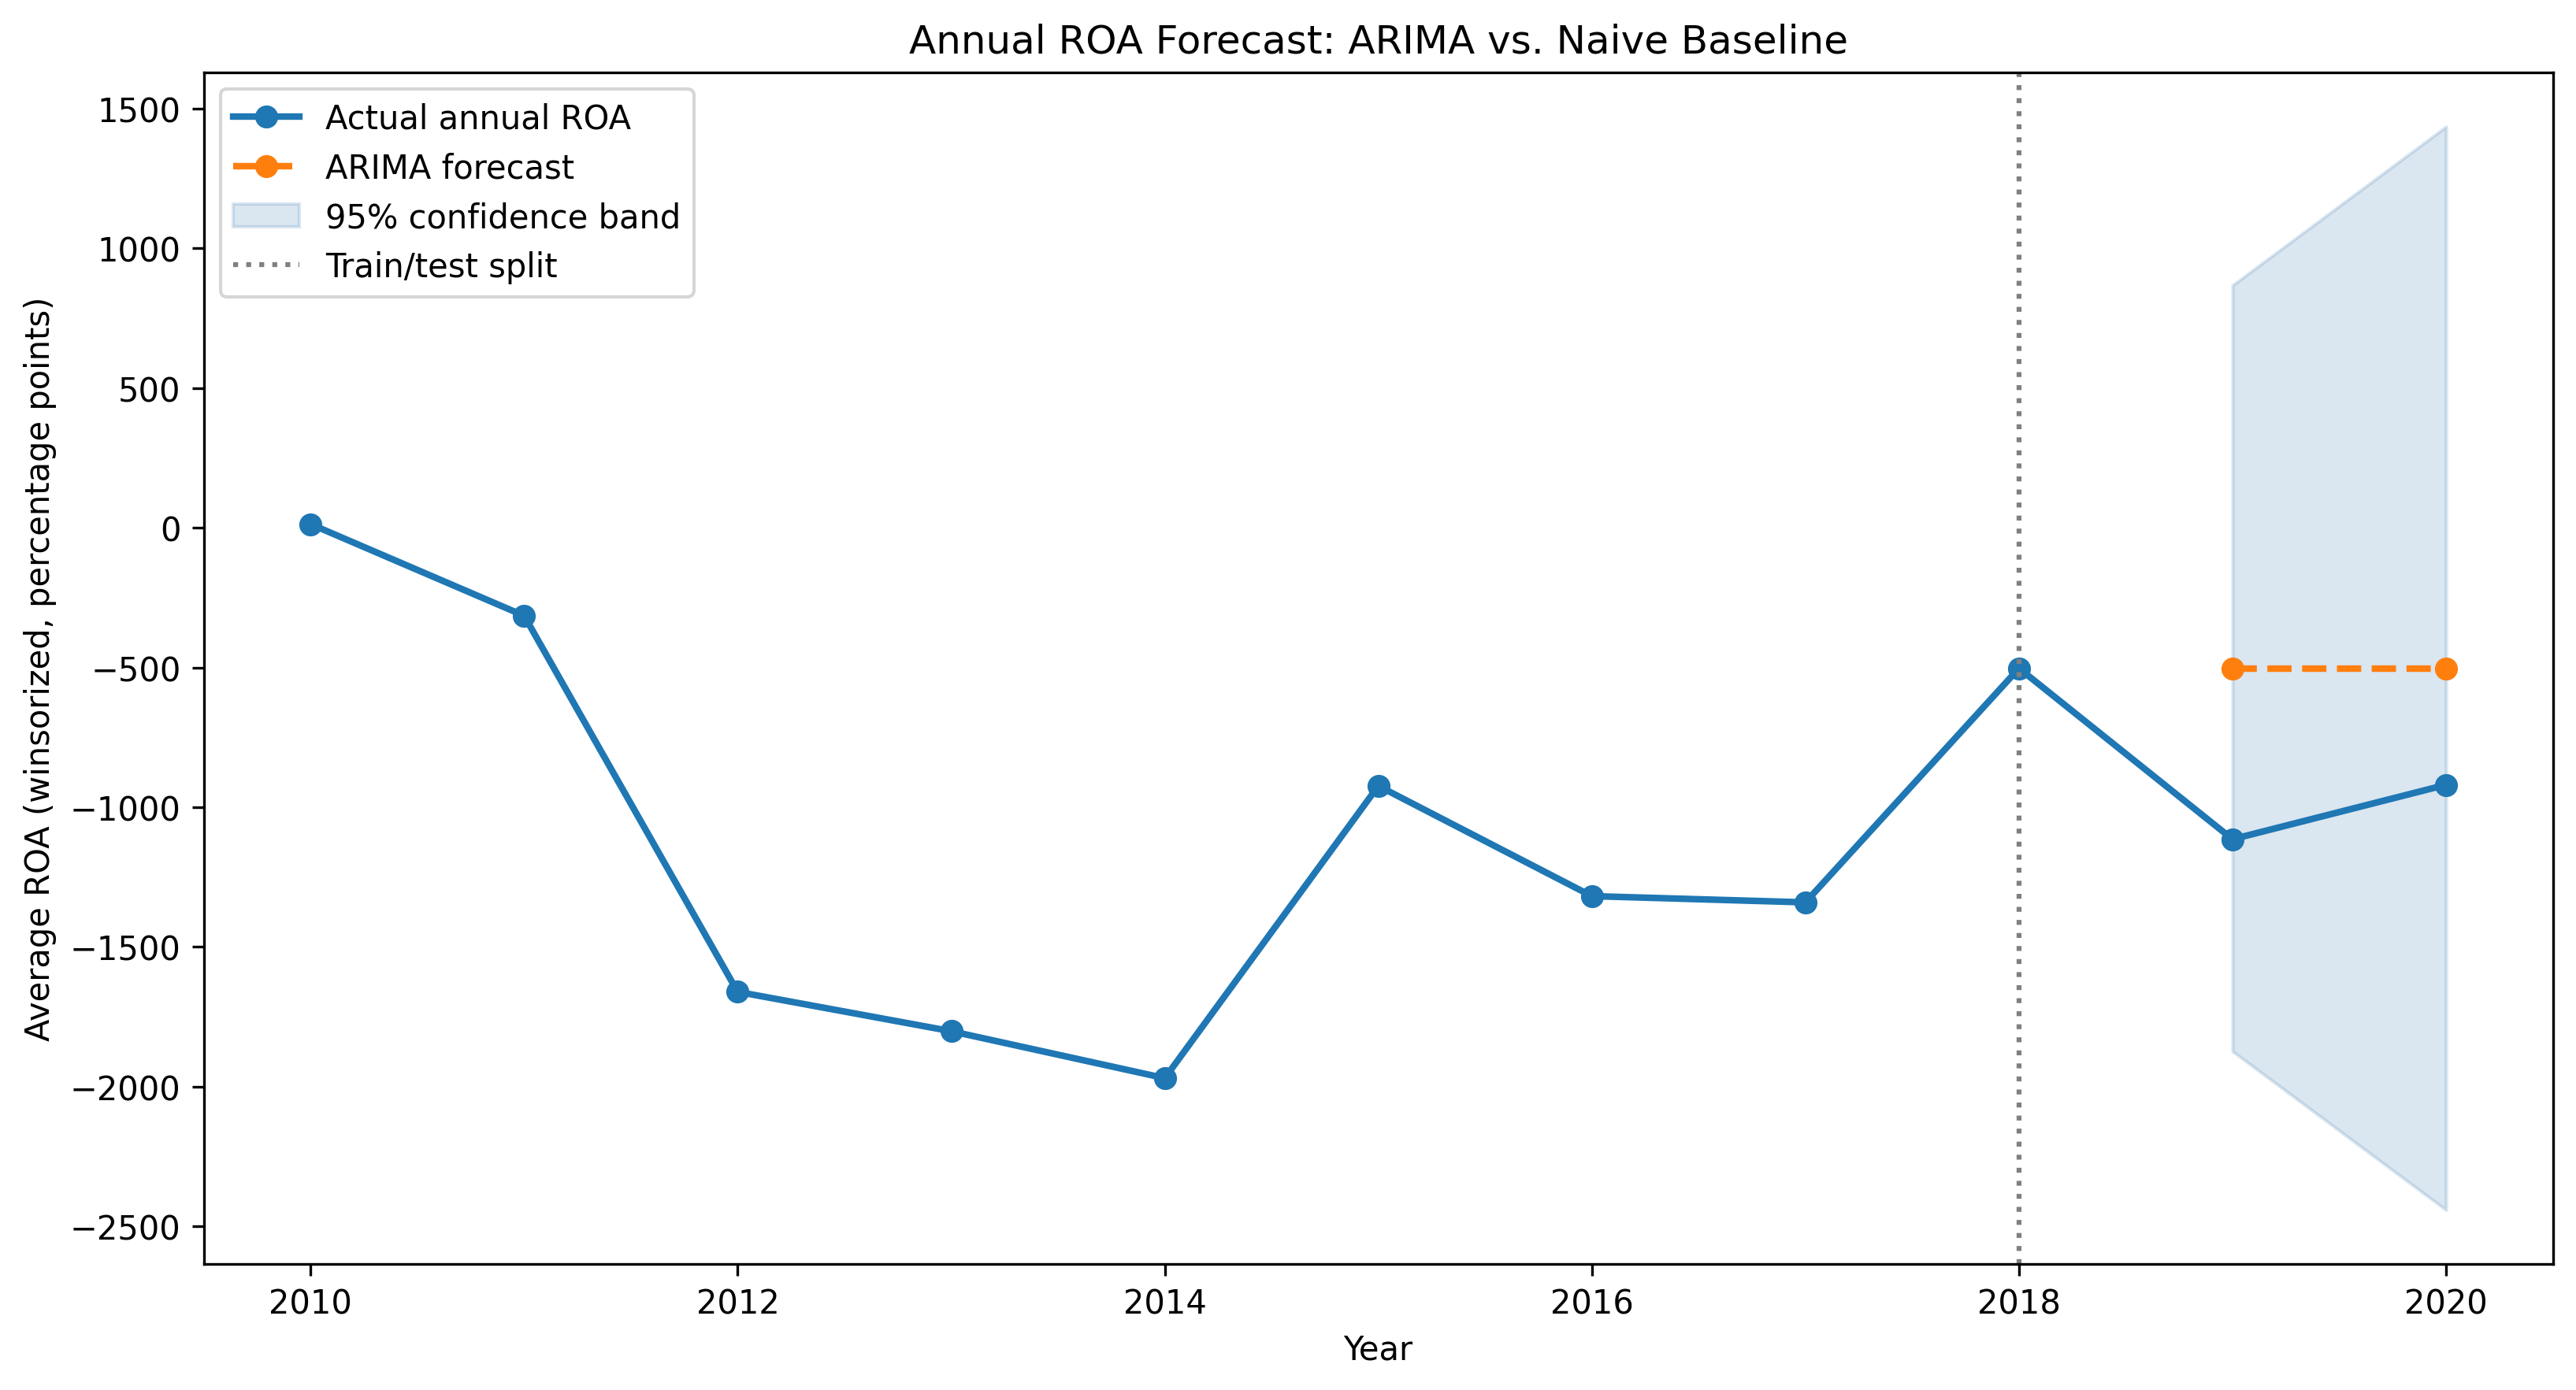 Annual ROA Forecast: ARIMA vs. Naive Baseline
Actual annual ROA
ARIMA forecast
95% confidence band
Train/test split
Average ROA (winsorized, percentage points)
1500
1000
500
0
−500
−1000
−1500
−2000
−2500
2010 2012 2014 2016 2018 2020
Year